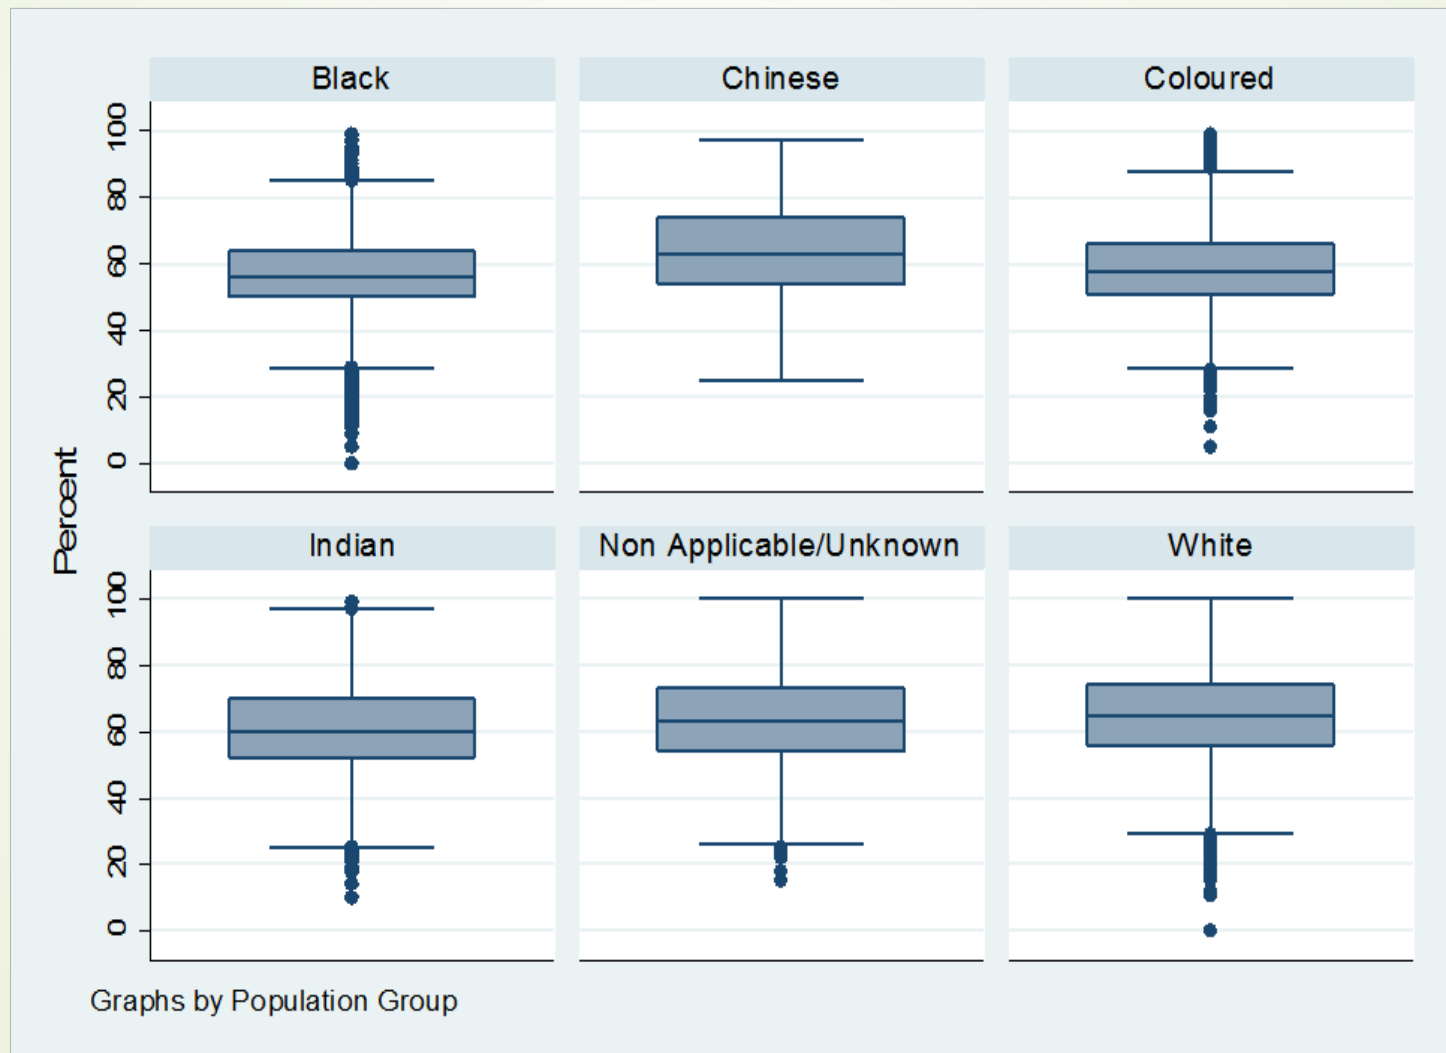 Black
Chinese
Coloured
100
80
60
40
20
0
Percent
Indian
Non Applicable/Unknown
White
100
80
60
40
20
0
Graphs by Population Group